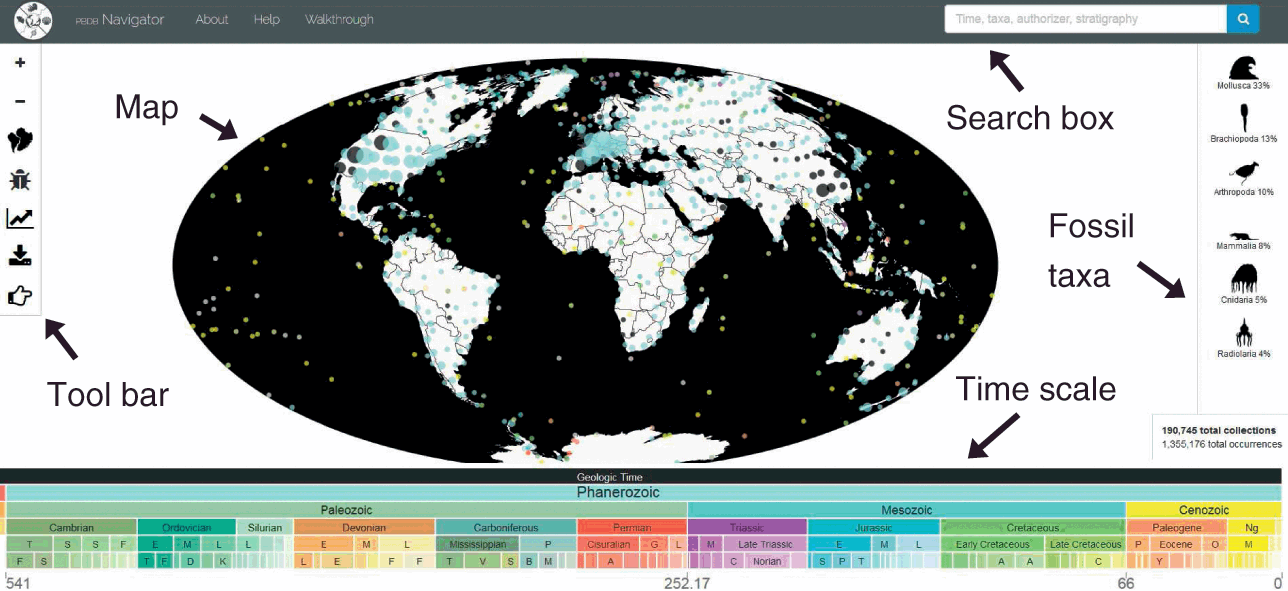 PBDB Navigator About Help Walkthrough
Time, taxa, authorizer, stratigraphy
+
−
Map
Search box
Mollusca 33%
Brachiopoda 13%
Arthopoda 10%
Mammalia 8%
Cnidaria 5%
Radiolaria 4%
Fossil
taxa
Tool bar
Time scale
190,745 total collections
1,355,176 total occurrences
Geologic Time
Phanerozoic
Paleozoic Mesozoic Cenozoic
Cambrian Ordovician Silurian Devonian Carboniferous Permian Triassic Jurassic Cretaceous Paleogene Ng
T S S F E M L L E M L Mississippian P Cisuralian G L M Late Triassic E M L Early Cretaceous Late Cretaceous P Eocene O M
F S T F D K L E F F T V S B M A C Norian S P T A A C Y
541 252.17 66 0